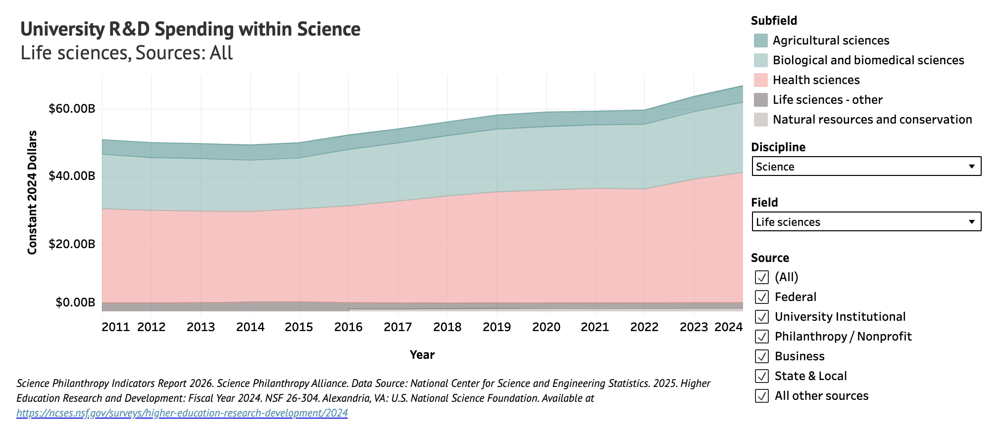 University R&D Spending within Science
Life sciences, Sources: All
Constant 2024 Dollars
$60.00B
$40.00B
$20.00B
$0.00B
2011 2012 2013 2014 2015 2016 2017 2018 2019 2020 2021 2022 2023 2024
Year
Subfield
Agricultural sciences
Biological and biomedical sciences
Health sciences
Life sciences - other
Natural resources and conservation
Discipline
Science
Field
Life sciences
Source
(All)
Federal
University Institutional
Philanthropy / Nonprofit
Business
State & Local
All other sources
Science Philanthropy Indicators Report 2026. Science Philanthropy Alliance. Data Source: National Center for Science and Engineering Statistics. 2025. Higher
Education Research and Development: Fiscal Year 2024. NSF 26-304. Alexandria, VA: U.S. National Science Foundation. Available at
https://ncses.nsf.gov/surveys/higher-education-research-development/2024